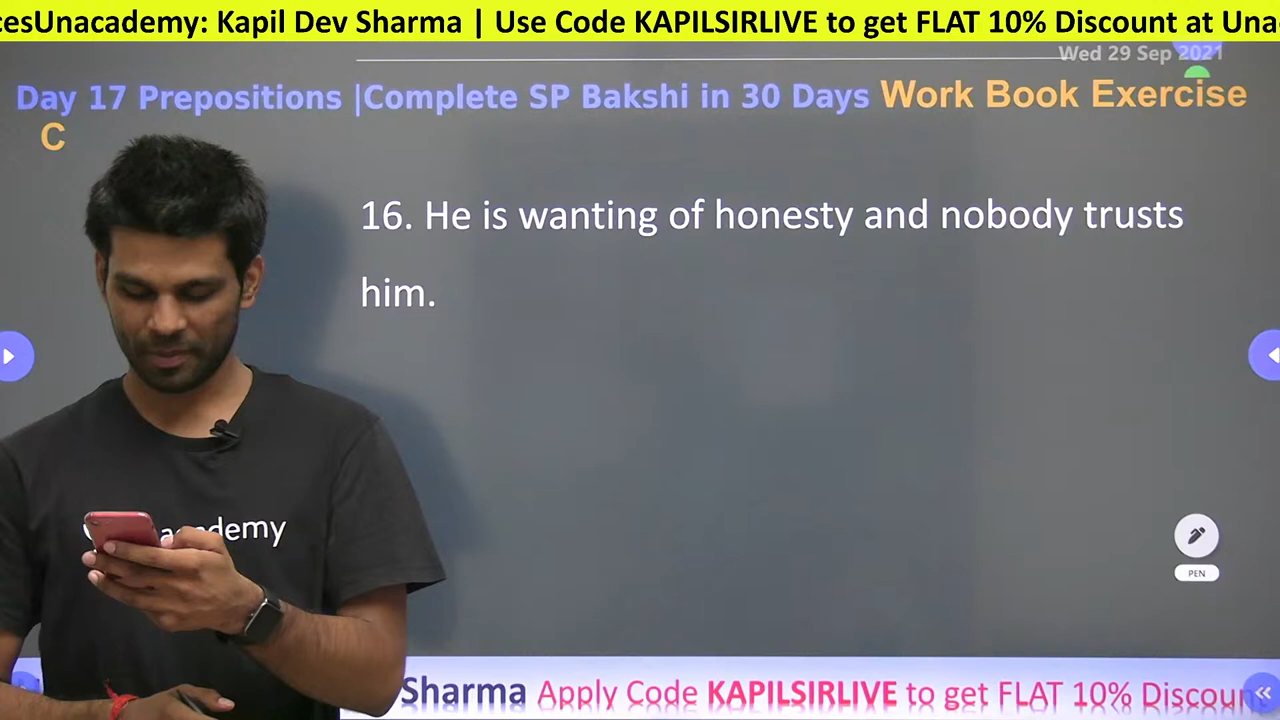 cesUnacademy: Kapil Dev Sharma | Use Code KAPILSIRLIVE to get FLAT 10% Discount at Una
Wed 29 Sep 2021
Day 17 Prepositions |Complete SP Bakshi in 30 Days Work Book Exercise
C
16. He is wanting of honesty and nobody trusts
him.
academy
PEN
Sharma Apply Code KAPILSIRLIVE to get FLAT 10% Discoun